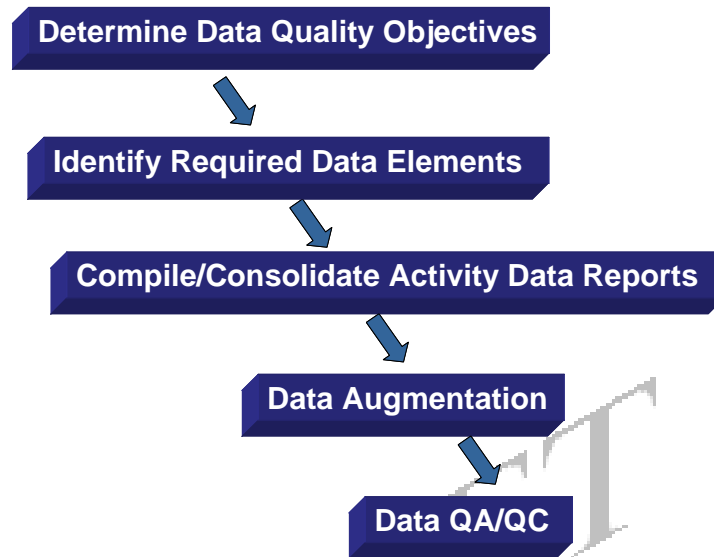 Determine Data Quality Objectives
Identify Required Data Elements
Compile/Consolidate Activity Data Reports
Data Augmentation
Data QA/QC